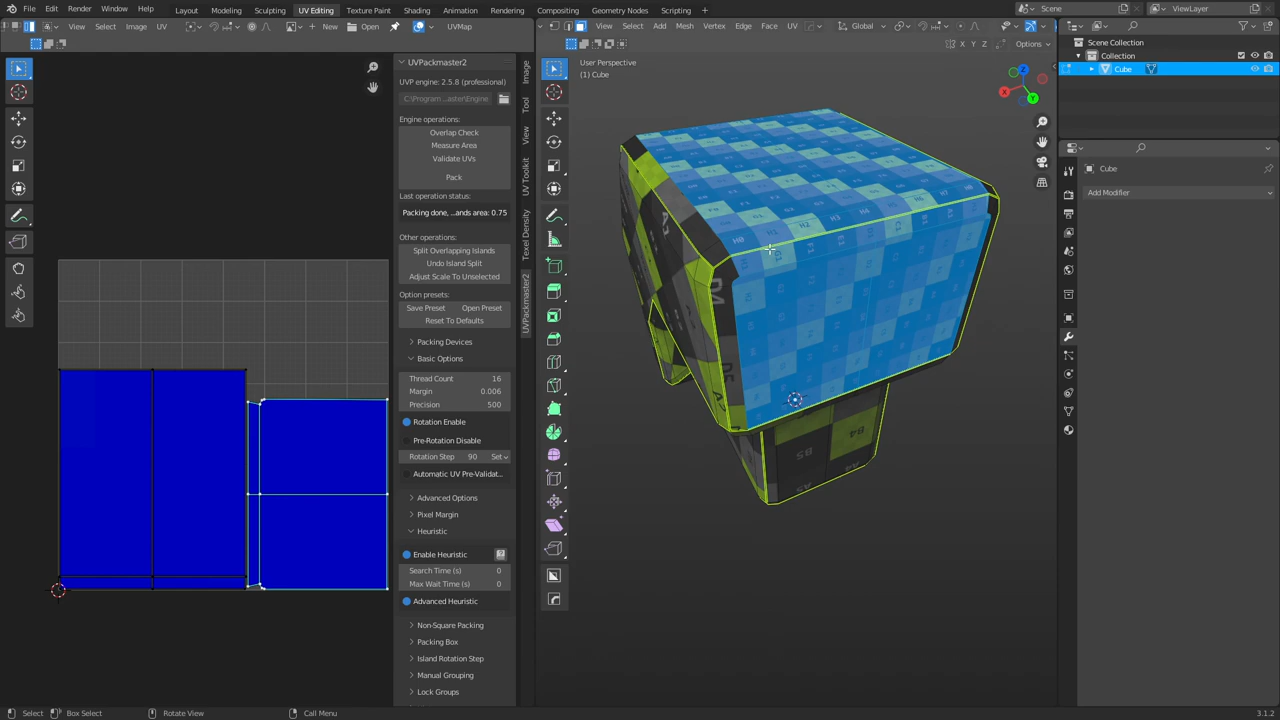 File Edit Render Window Help
Layout Modeling Sculpting UV Editing Texture Paint Shading Animation Rendering Compositing Geometry Nodes Scripting
Scene
ViewLayer
View Select Image UV
New Open
UVMap
View Select Add Mesh Vertex Edge Face UV
Global
X Y Z
Options
User Perspective
(1) Cube
UVPackmaster2
UVP engine: 2.5.8 (professional)
C:\Program ..aster\Engine
Engine operations:
Overlap Check
Measure Area
Validate UVs
Pack
Last operation status:
Packing done, ...ands area: 0.75
Other operations:
Split Overlapping Islands
Undo Island Split
Adjust Scale To Unselected
Option presets:
Save Preset Open Preset
Reset To Defaults
Packing Devices
Basic Options
Thread Count 16
Margin 0.006
Precision 500
Rotation Enable
Pre-Rotation Disable
Rotation Step 90 Set
Automatic UV Pre-Validat..
Advanced Options
Pixel Margin
Heuristic
Enable Heuristic
Search Time (s) 0
Max Wait Time (s) 0
Advanced Heuristic
Non-Square Packing
Packing Box
Island Rotation Step
Manual Grouping
Lock Groups
Image
Tool
View
UV Toolkit
Texel Density
UVPackmaster2
Scene Collection
Collection
Cube
Cube
Add Modifier
Select Box Select Rotate View Call Menu
3.1.2